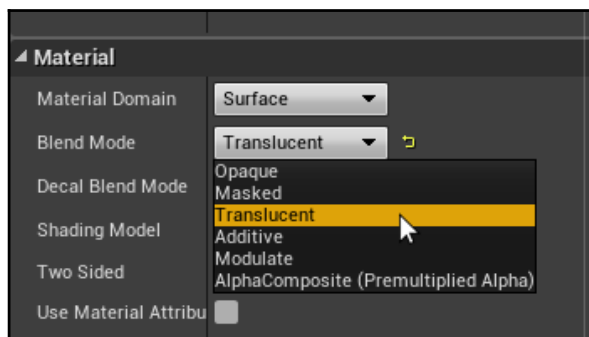 Material
Material Domain Surface
Blend Mode Translucent
Opaque
Decal Blend Mode Masked
Translucent
Shading Model Additive
Modulate
Two Sided AlphaComposite (Premultiplied Alpha)
Use Material Attribu